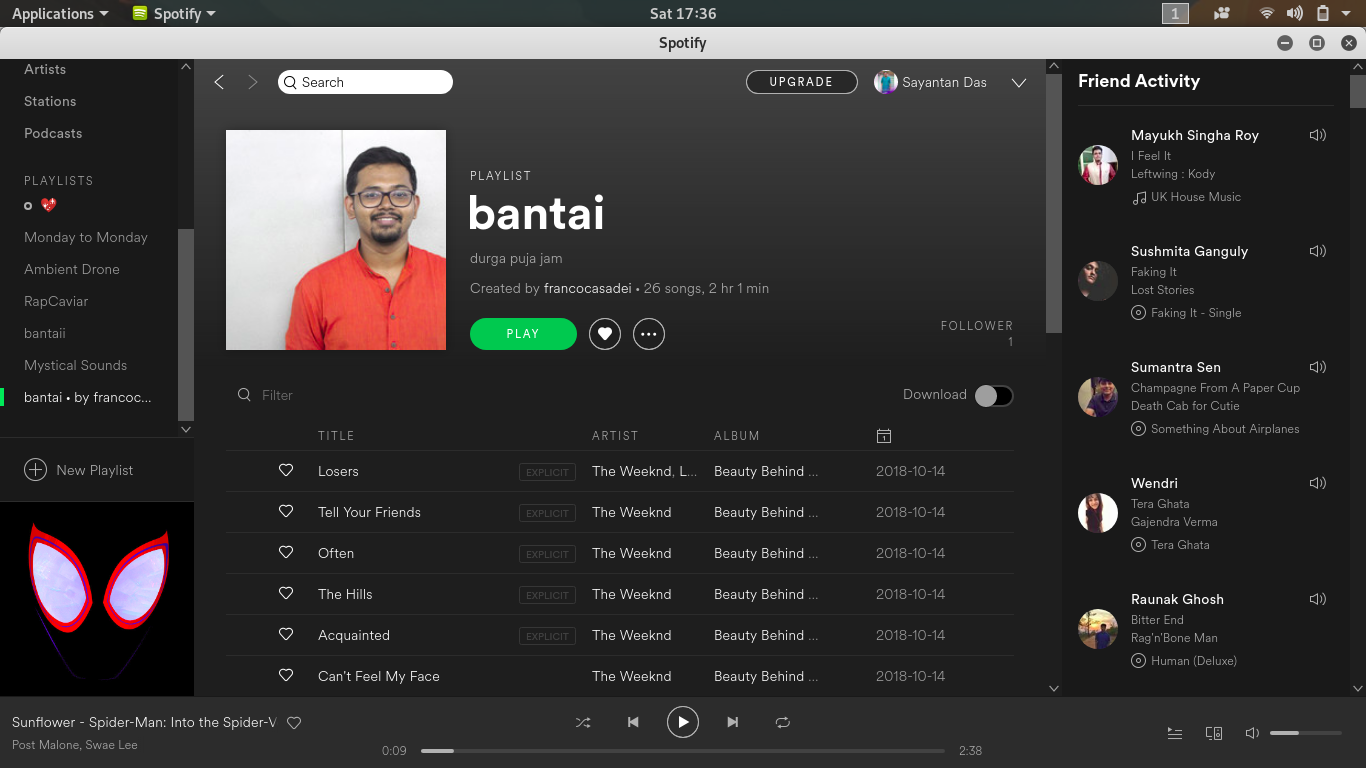 Applications Spotify Sat 17:36 1
Spotify
Artists
Stations
Podcasts
PLAYLISTS
Monday to Monday
Ambient Drone
RapCaviar
bantaii
Mystical Sounds
bantai • by francoc...
New Playlist
Search UPGRADE Sayantan Das
PLAYLIST
bantai
durga puja jam
Created by francocasadei • 26 songs, 2 hr 1 min
PLAY
FOLLOWER
1
Filter Download
TITLE ARTIST ALBUM
Losers EXPLICIT The Weeknd, L... Beauty Behind ... 2018-10-14
Tell Your Friends EXPLICIT The Weeknd Beauty Behind ... 2018-10-14
Often EXPLICIT The Weeknd Beauty Behind ... 2018-10-14
The Hills EXPLICIT The Weeknd Beauty Behind ... 2018-10-14
Acquainted EXPLICIT The Weeknd Beauty Behind ... 2018-10-14
Can't Feel My Face The Weeknd Beauty Behind ... 2018-10-14
Friend Activity
Mayukh Singha Roy
I Feel It
Leftwing : Kody
UK House Music
Sushmita Ganguly
Faking It
Lost Stories
Faking It - Single
Sumantra Sen
Champagne From A Paper Cup
Death Cab for Cutie
Something About Airplanes
Wendri
Tera Ghata
Gajendra Verma
Tera Ghata
Raunak Ghosh
Bitter End
Rag'n'Bone Man
Human (Deluxe)
Sunflower - Spider-Man: Into the Spider-V
Post Malone, Swae Lee
0:09 2:38